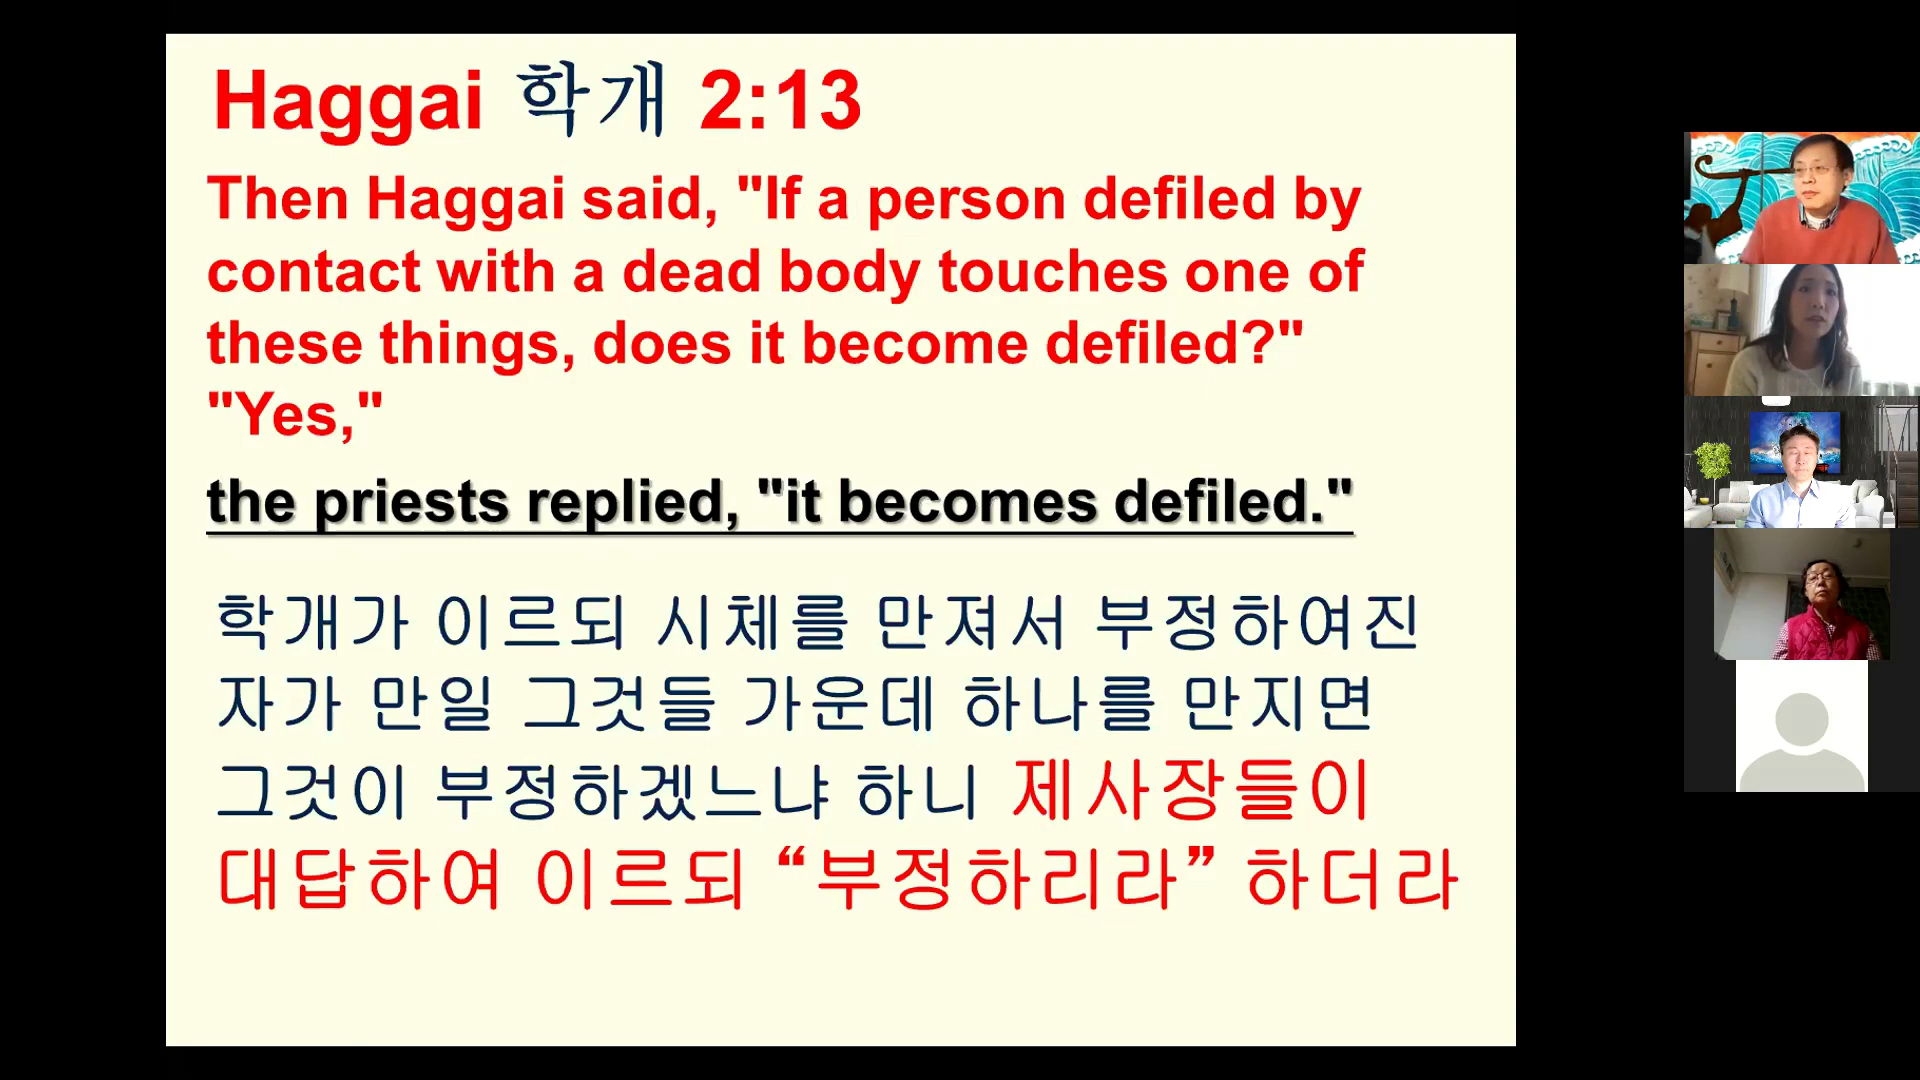 Haggai 학개 2:13
Then Haggai said, "If a person defiled by
contact with a dead body touches one of
these things, does it become defiled?"
"Yes,"
the priests replied, "it becomes defiled."
학개가 이르되 시체를 만져서 부정하여진
자가 만일 그것들 가운데 하나를 만지면
그것이 부정하겠느냐 하니 제사장들이
대답하여 이르되 “부정하리라” 하더라